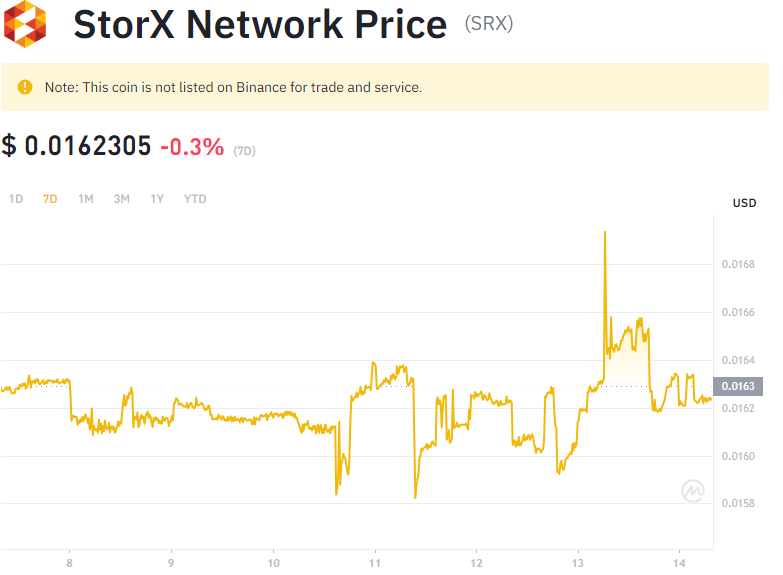 StorX Network Price (SRX)
Note: This coin is not listed on Binance for trade and service.
$ 0.0162305 -0.3% (7D)
1D 7D 1M 3M 1Y YTD
USD
0.0168
0.0166
0.0164
0.0163
0.0162
0.0160
0.0158
8 9 10 11 12 13 14